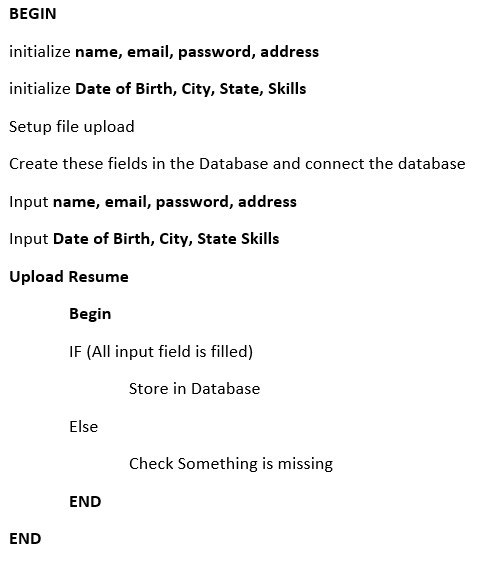 BEGIN
initialize name, email, password, address
initialize Date of Birth, City, State, Skills
Setup file upload
Create these fields in the Database and connect the database
Input name, email, password, address
Input Date of Birth, City, State Skills
Upload Resume
Begin
IF (All input field is filled)
Store in Database
Else
Check Something is missing
END
END